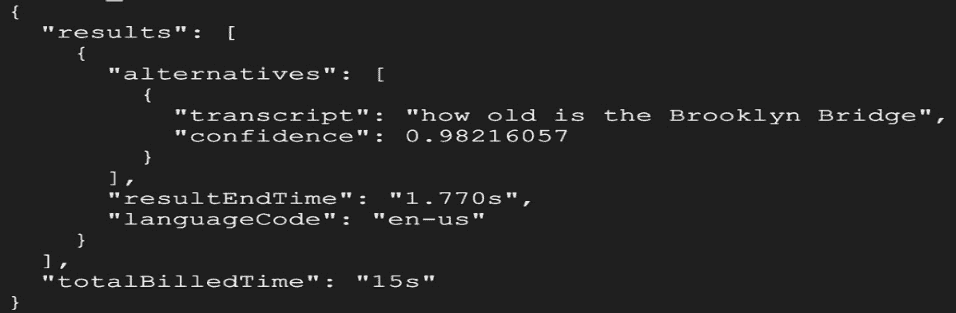 {
  "results": [
    {
      "alternatives": [
        {
          "transcript": "how old is the Brooklyn Bridge",
          "confidence": 0.98216057
        }
      ],
      "resultEndTime": "1.770s",
      "languageCode": "en-us"
    }
  ],
  "totalBilledTime": "15s"
}